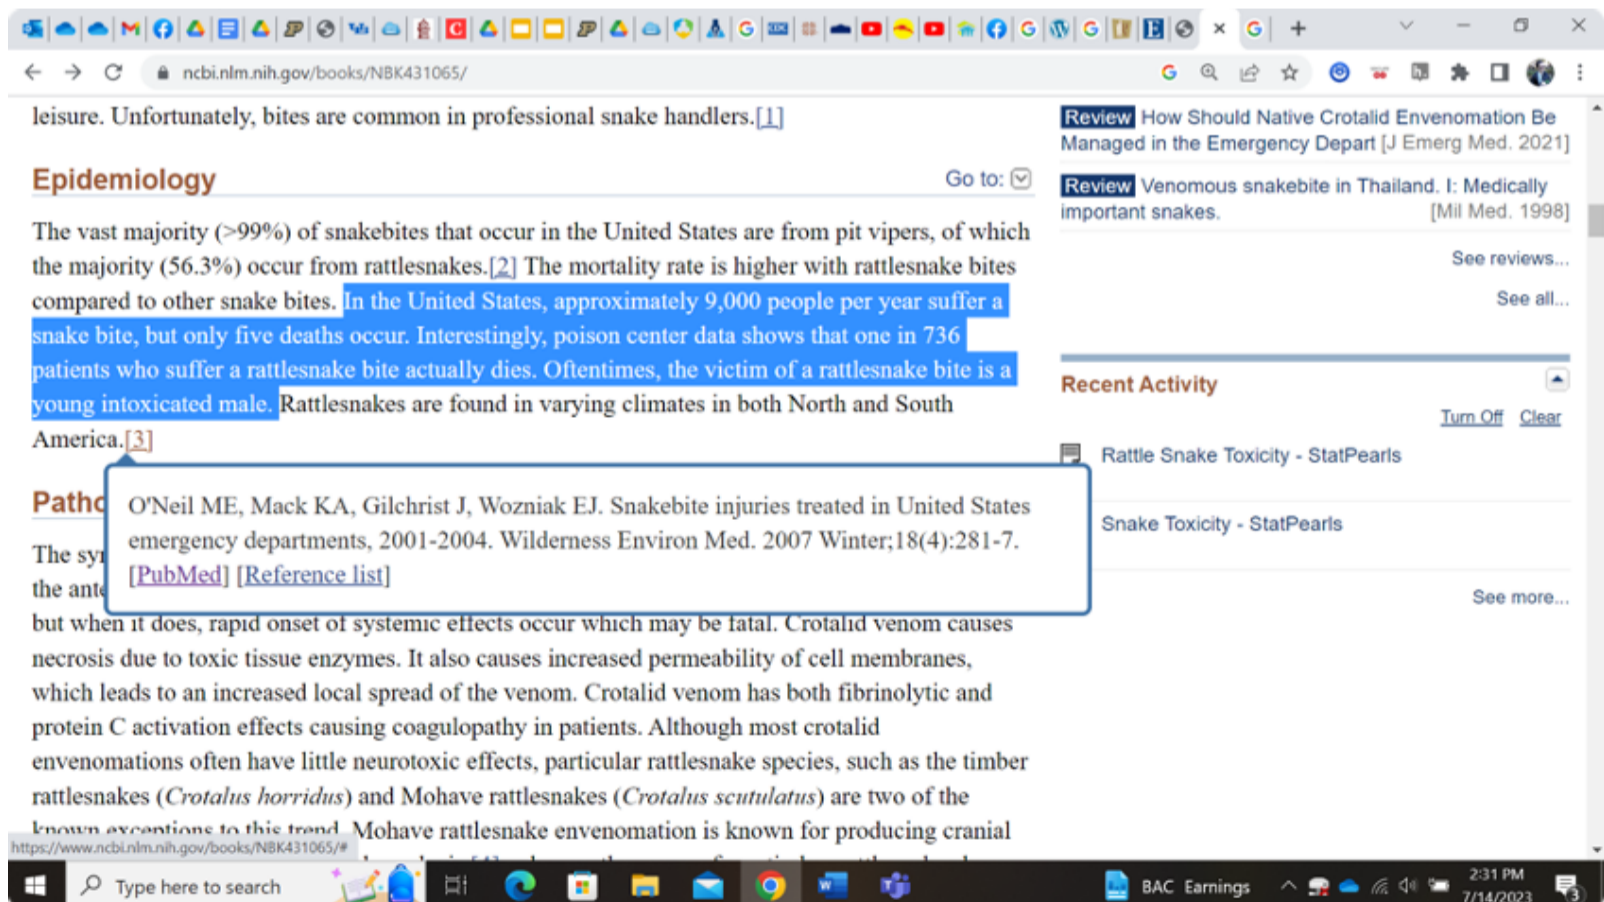 ncbi.nlm.nih.gov/books/NBK431065/
leisure. Unfortunately, bites are common in professional snake handlers.[1]
Epidemiology
Go to:
The vast majority (>99%) of snakebites that occur in the United States are from pit vipers, of which
the majority (56.3%) occur from rattlesnakes.[2] The mortality rate is higher with rattlesnake bites
compared to other snake bites. In the United States, approximately 9,000 people per year suffer a
snake bite, but only five deaths occur. Interestingly, poison center data shows that one in 736
patients who suffer a rattlesnake bite actually dies. Oftentimes, the victim of a rattlesnake bite is a
young intoxicated male. Rattlesnakes are found in varying climates in both North and South
America.[3]
O'Neil ME, Mack KA, Gilchrist J, Wozniak EJ. Snakebite injuries treated in United States
emergency departments, 2001-2004. Wilderness Environ Med. 2007 Winter;18(4):281-7.
[PubMed] [Reference list]
Patho
The syr
the ante
but when it does, rapid onset of systemic effects occur which may be fatal. Crotalid venom causes
necrosis due to toxic tissue enzymes. It also causes increased permeability of cell membranes,
which leads to an increased local spread of the venom. Crotalid venom has both fibrinolytic and
protein C activation effects causing coagulopathy in patients. Although most crotalid
envenomations often have little neurotoxic effects, particular rattlesnake species, such as the timber
rattlesnakes (Crotalus horridus) and Mohave rattlesnakes (Crotalus scutulatus) are two of the
known exceptions to this trend. Mohave rattlesnake envenomation is known for producing cranial
https://www.ncbi.nlm.nih.gov/books/NBK431065/#
Review How Should Native Crotalid Envenomation Be
Managed in the Emergency Depart [J Emerg Med. 2021]
Review Venomous snakebite in Thailand. I: Medically
important snakes. [Mil Med. 1998]
See reviews...
See all...
Recent Activity
Turn Off Clear
Rattle Snake Toxicity - StatPearls
Snake Toxicity - StatPearls
See more...
Type here to search
BAC Earnings
2:31 PM
7/14/2023
3